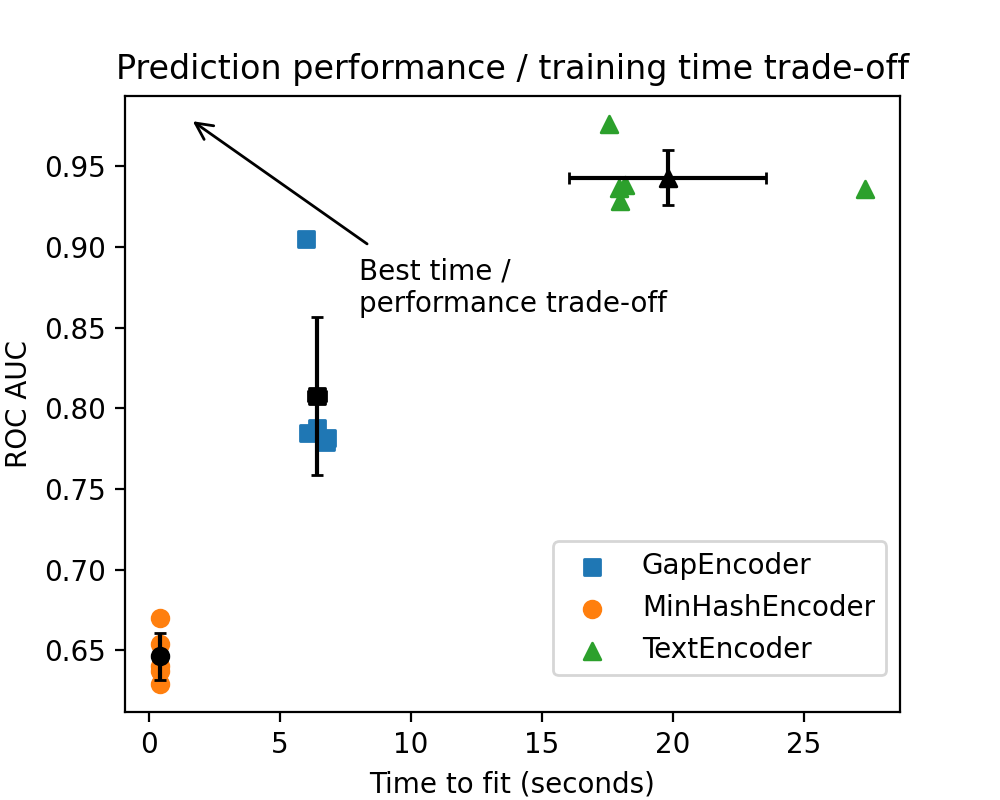 Prediction performance / training time trade-off
ROC AUC
0.95
0.90
0.85
0.80
0.75
0.70
0.65
Best time /
performance trade-off
GapEncoder
MinHashEncoder
TextEncoder
0 5 10 15 20 25
Time to fit (seconds)